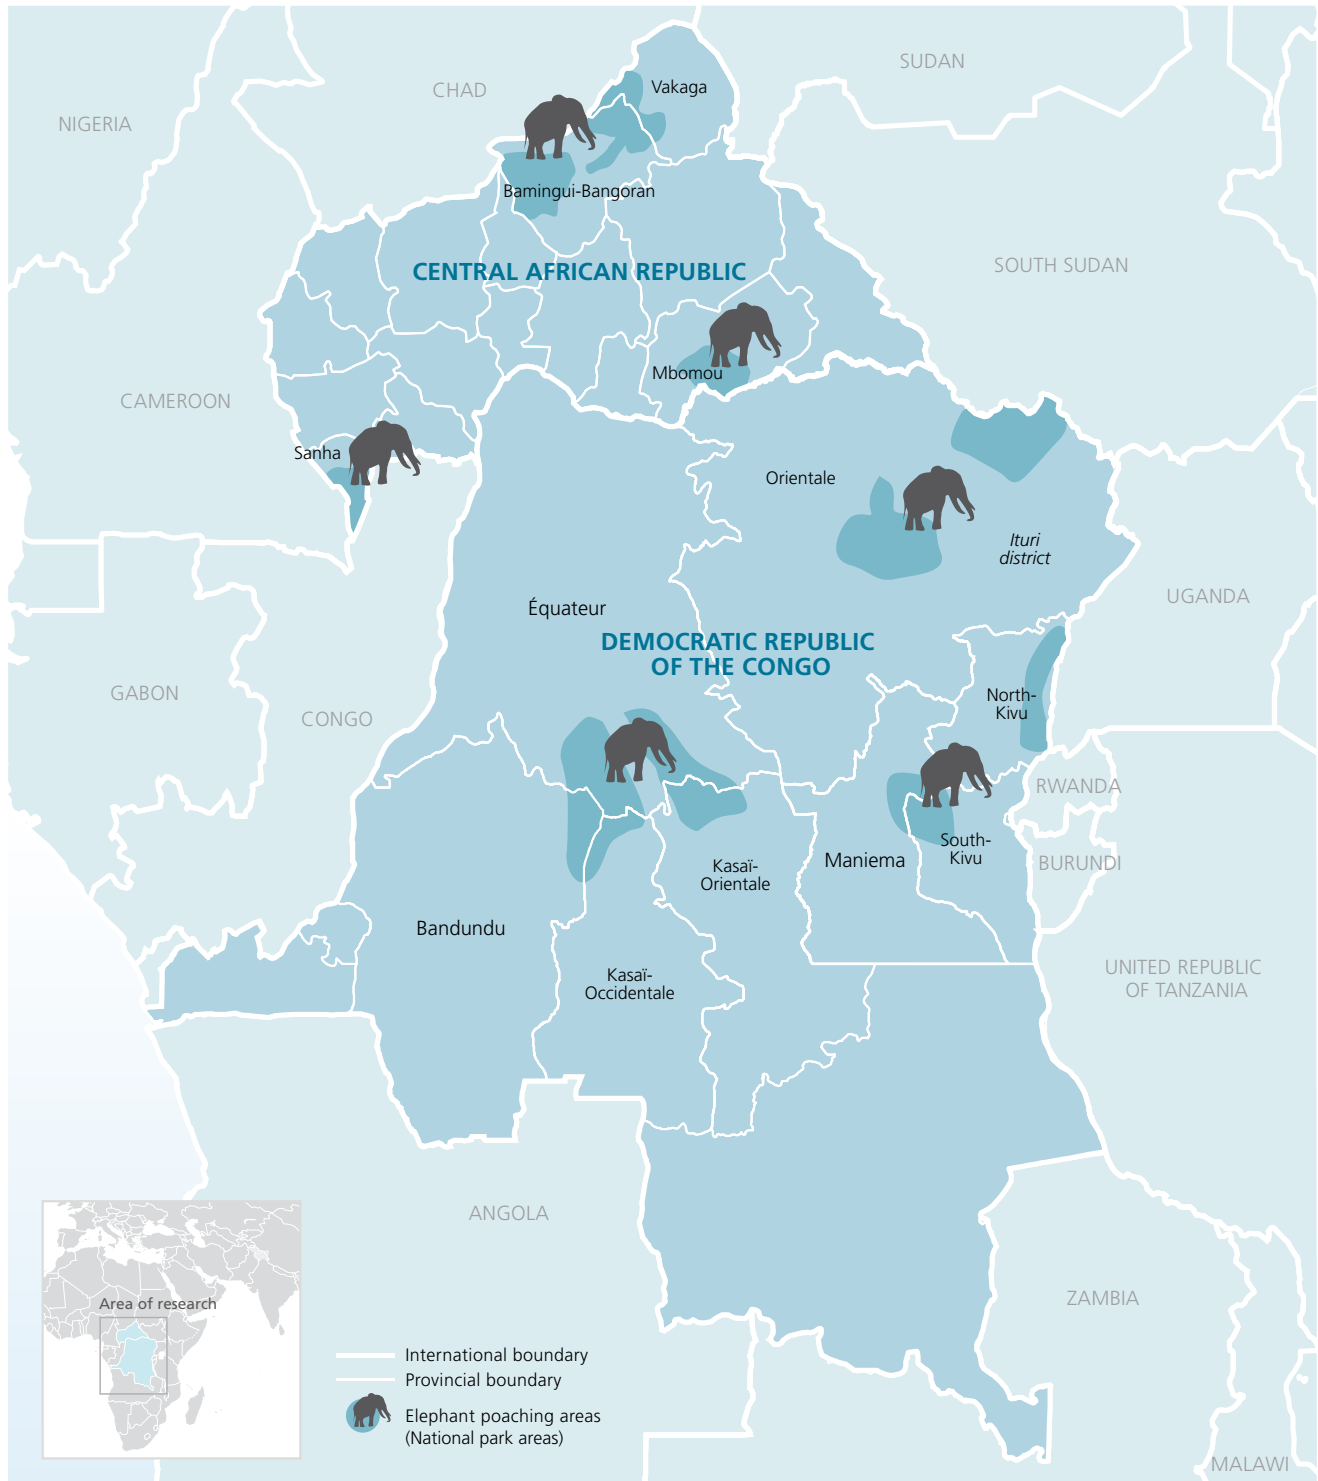 SUDAN
CHAD
Vakaga
NIGERIA
Bamingui-Bangoran
CENTRAL AFRICAN REPUBLIC
SOUTH SUDAN
Mbomou
CAMEROON
Sanha
Orientale
Ituri
district
UGANDA
Équateur
DEMOCRATIC REPUBLIC
OF THE CONGO
GABON
CONGO
North-
Kivu
RWANDA
South-
Kivu
BURUNDI
Maniema
Kasaï-
Orientale
Bandundu
Kasaï-
Occidentale
UNITED REPUBLIC
OF TANZANIA
ANGOLA
ZAMBIA
MALAWI
Area of research
International boundary
Provincial boundary
Elephant poaching areas
(National park areas)